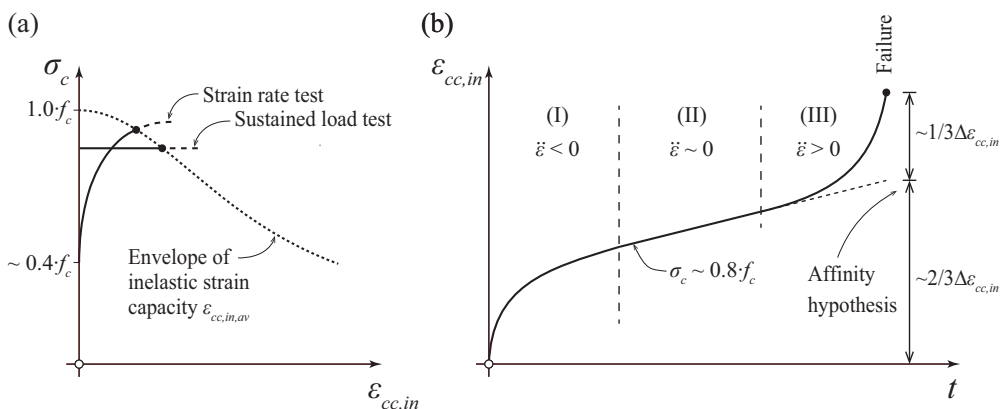 (a)
σc
1.0·fc
~ 0.4·fc
Strain rate test
Sustained load test
Envelope of
inelastic strain
capacity εcc,in,av
εcc,in
(b)
εcc,in
(I)
ε̈ < 0
(II)
ε̈ ~ 0
(III)
ε̈ > 0
Failure
~1/3Δεcc,in
σc ~ 0.8·fc
Affinity
hypothesis
~2/3Δεcc,in
t